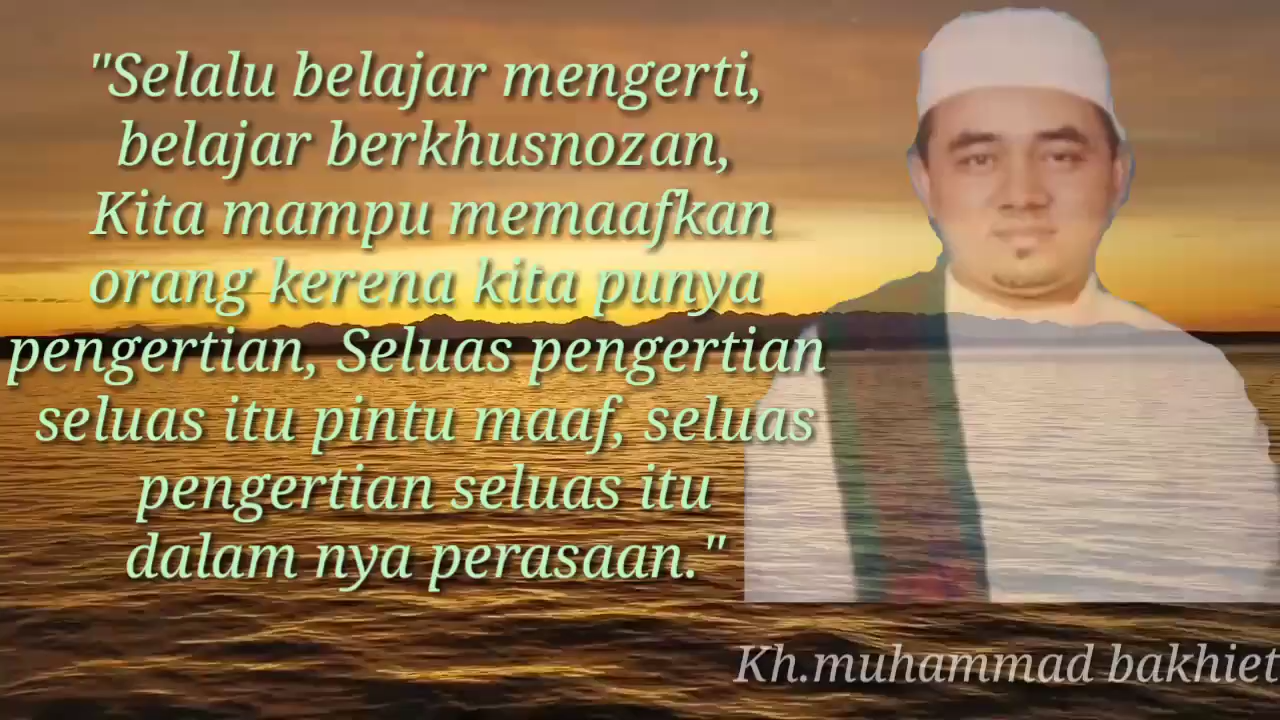 "Selalu belajar mengerti,
belajar berkhusnozan,
Kita mampu memaafkan
orang kerena kita punya
pengertian, Seluas pengertian
seluas itu pintu maaf, seluas
pengertian seluas itu
dalam nya perasaan."
Kh.muhammad bakhiet